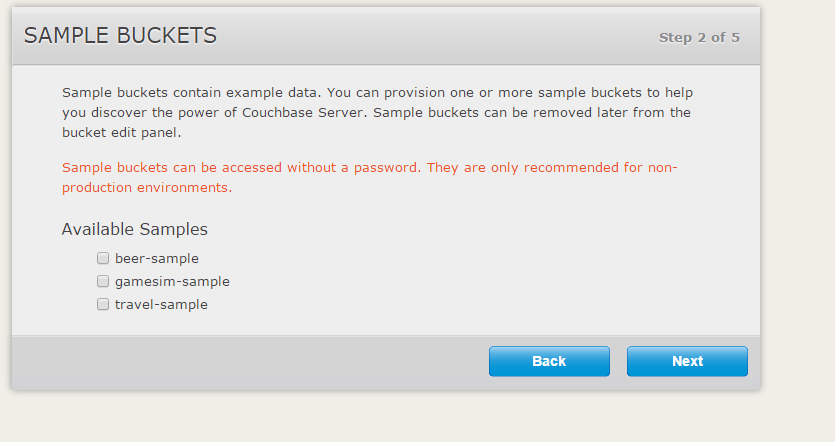 SAMPLE BUCKETS
Step 2 of 5
Sample buckets contain example data. You can provision one or more sample buckets to help
you discover the power of Couchbase Server. Sample buckets can be removed later from the
bucket edit panel.
Sample buckets can be accessed without a password. They are only recommended for non-
production environments.
Available Samples
beer-sample
gamesim-sample
travel-sample
Back
Next